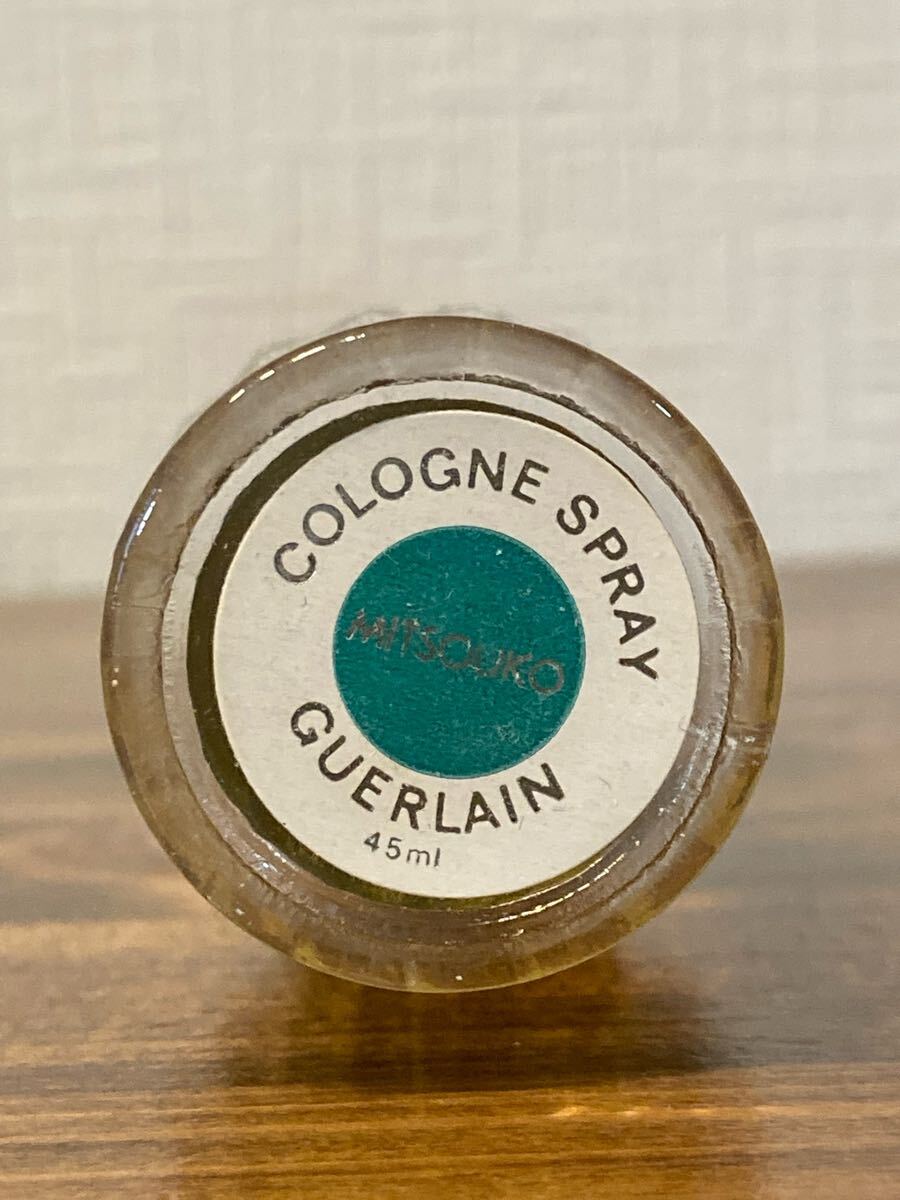 COLOGNE SPRAY
MITSOUKO
GUERLAIN
45ml